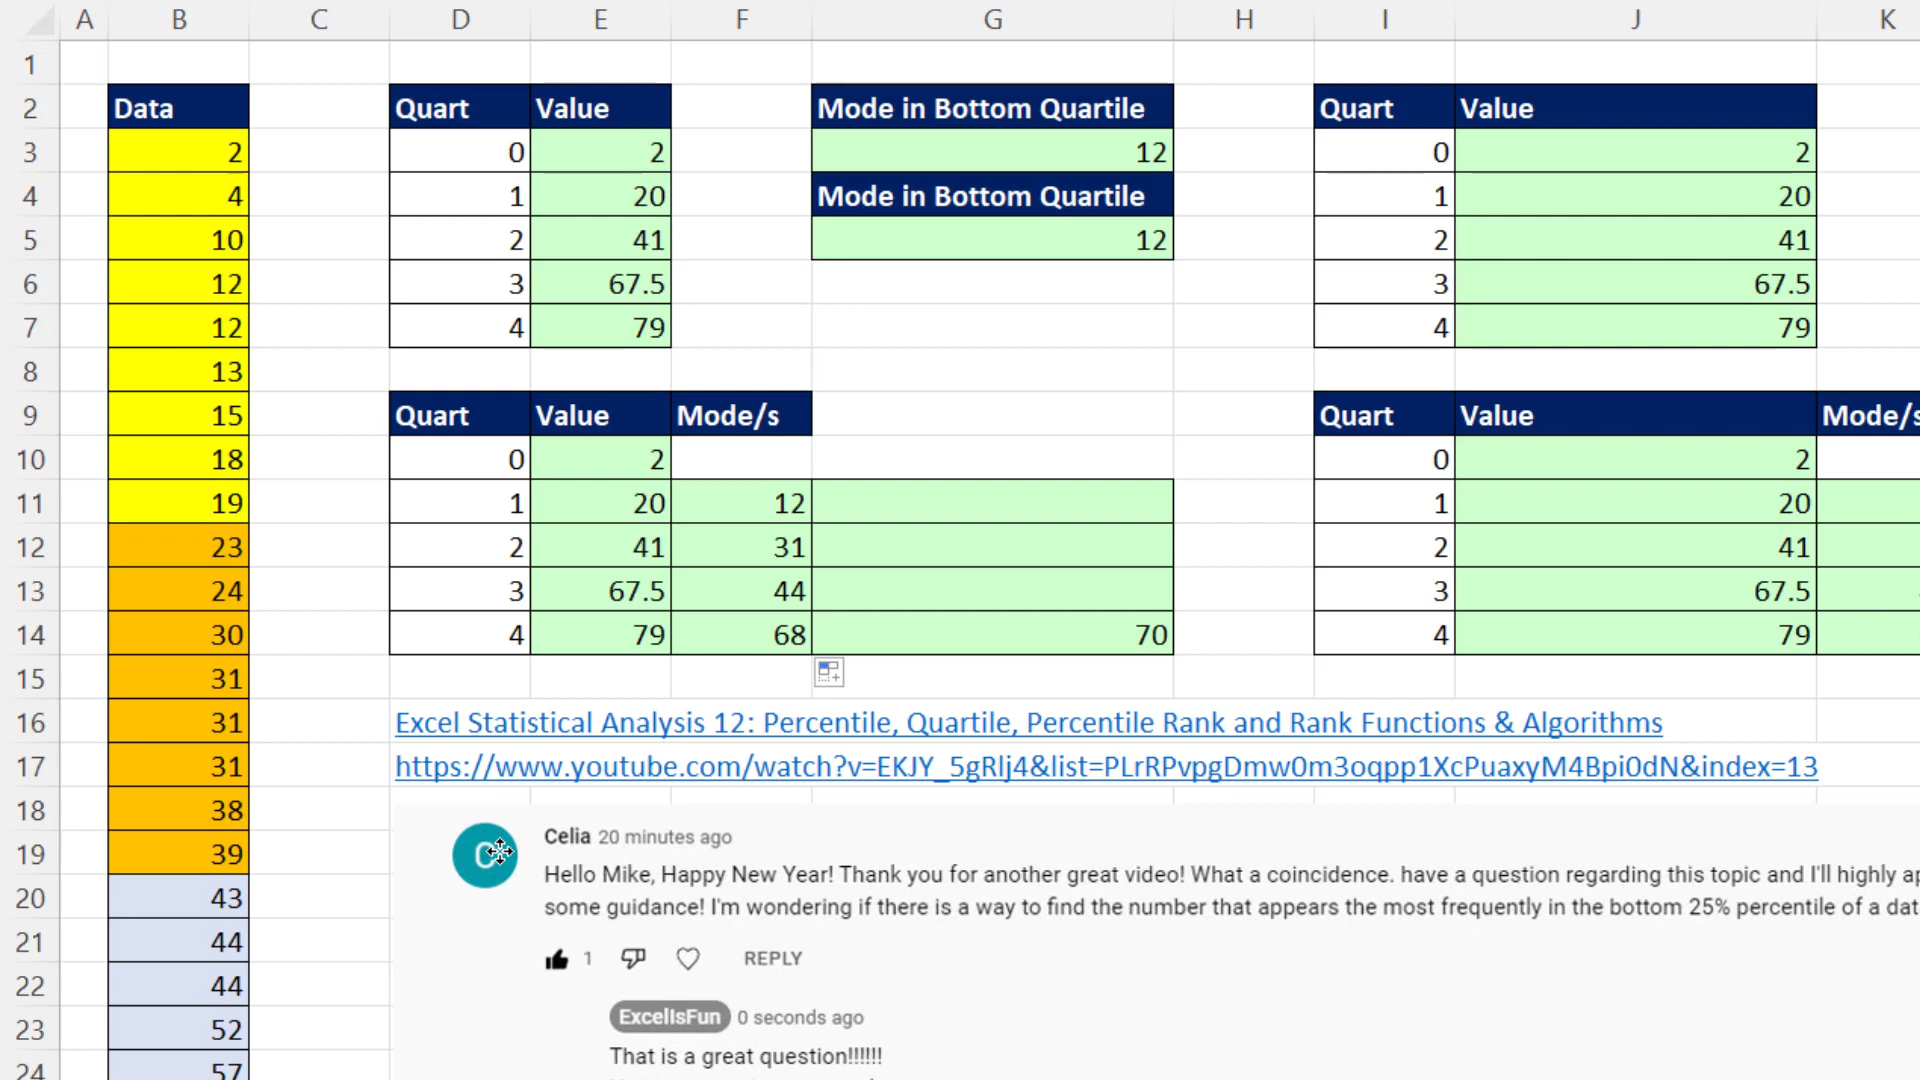 A B C D E F G H I J K
1
2 Data Quart Value Mode in Bottom Quartile Quart Value
3 2 0 2 12 0 2
4 4 1 20 Mode in Bottom Quartile 1 20
5 10 2 41 12 2 41
6 12 3 67.5 3 67.5
7 12 4 79 4 79
8 13
9 15 Quart Value Mode/s Quart Value Mode/s
10 18 0 2 0 2
11 19 1 20 12 1 20
12 23 2 41 31 2 41
13 24 3 67.5 44 3 67.5
14 30 4 79 68 70 4 79
15 31
16 31 Excel Statistical Analysis 12: Percentile, Quartile, Percentile Rank and Rank Functions & Algorithms
17 31 https://www.youtube.com/watch?v=EKJY_5gRlj4&list=PLrRPvpgDmw0m3oqpp1XcPuaxyM4Bpi0dN&index=13
18 38
19 39
20 43
21 44
22 44
23 52
24 57
C
Celia 20 minutes ago
Hello Mike, Happy New Year! Thank you for another great video! What a coincidence. have a question regarding this topic and I'll highly ap
some guidance! I'm wondering if there is a way to find the number that appears the most frequently in the bottom 25% percentile of a dat
1 REPLY
ExcelIsFun 0 seconds ago
That is a great question!!!!!!